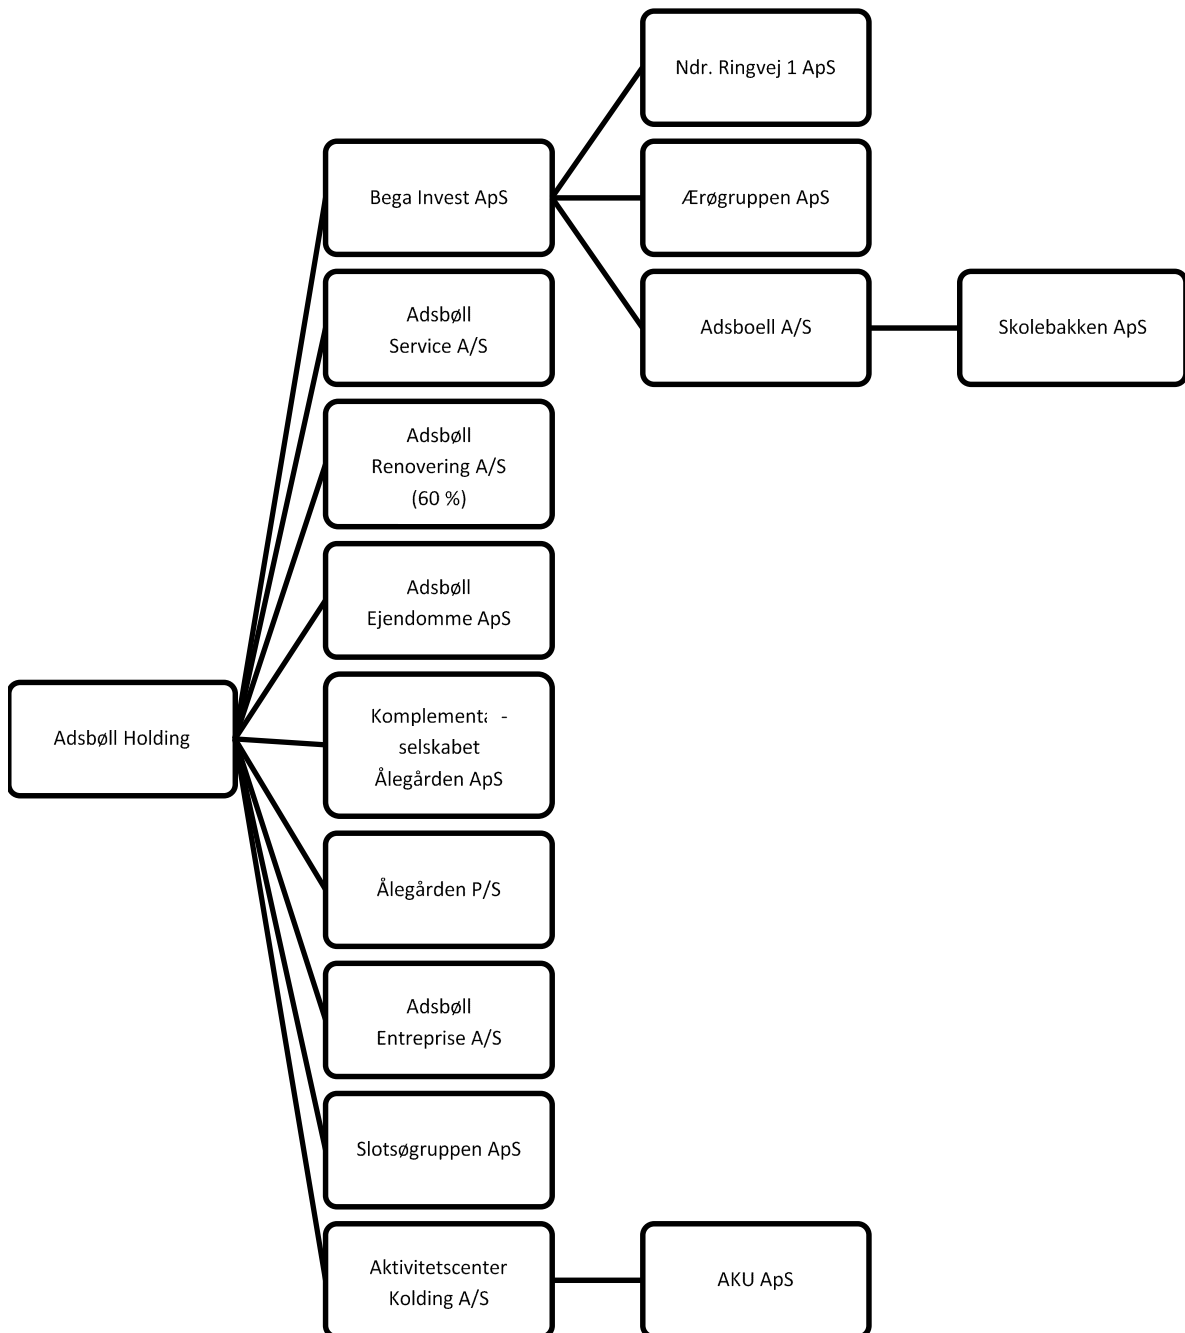 Ndr. Ringvej 1 ApS
Bega Invest ApS
Ærøgruppen ApS
Adsbøll
Service A/S
Adsboell A/S
Skolebakken ApS
Adsbøll
Renovering A/S
(60 %)
Adsbøll
Ejendomme ApS
Adsbøll Holding
-
selskabet
Ålegården ApS
Ålegården P/S
Adsbøll
Entreprise A/S
Slotsøgruppen ApS
Aktivitetscenter
Kolding A/S
AKU ApS